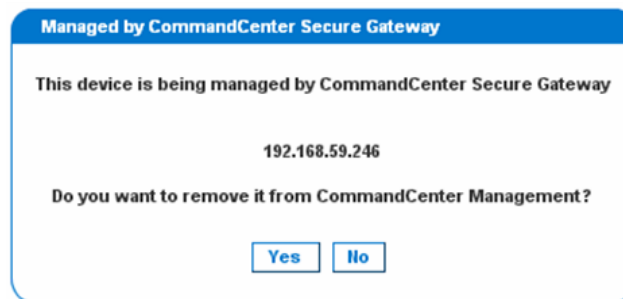 Managed by CommandCenter Secure Gateway
This device is being managed by CommandCenter Secure Gateway
192.168.59.246
Do you want to remove it from CommandCenter Management?
Yes No